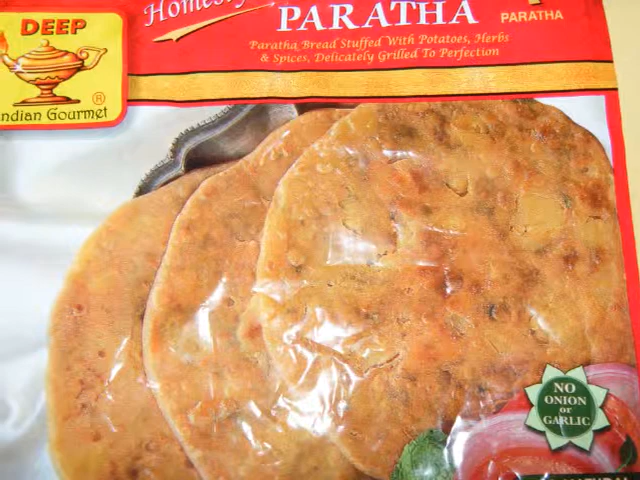 DEEP
Indian Gourmet
®
PARATHA
PARATHA
Paratha Bread Stuffed With Potatoes, Herbs
& Spices, Delicately Grilled To Perfection
NO
ONION
or
GARLIC